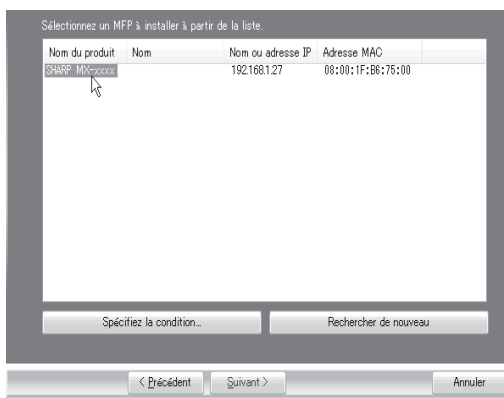 Sélectionnez un MFP à installer à partir de la liste.
Nom du produit Nom Nom ou adresse IP Adresse MAC
SHARP MX-xxxx 192.168.1.27 08:00:1F:B6:75:00
Spécifiez la condition... Rechercher de nouveau
< Précédent Suivant > Annuler